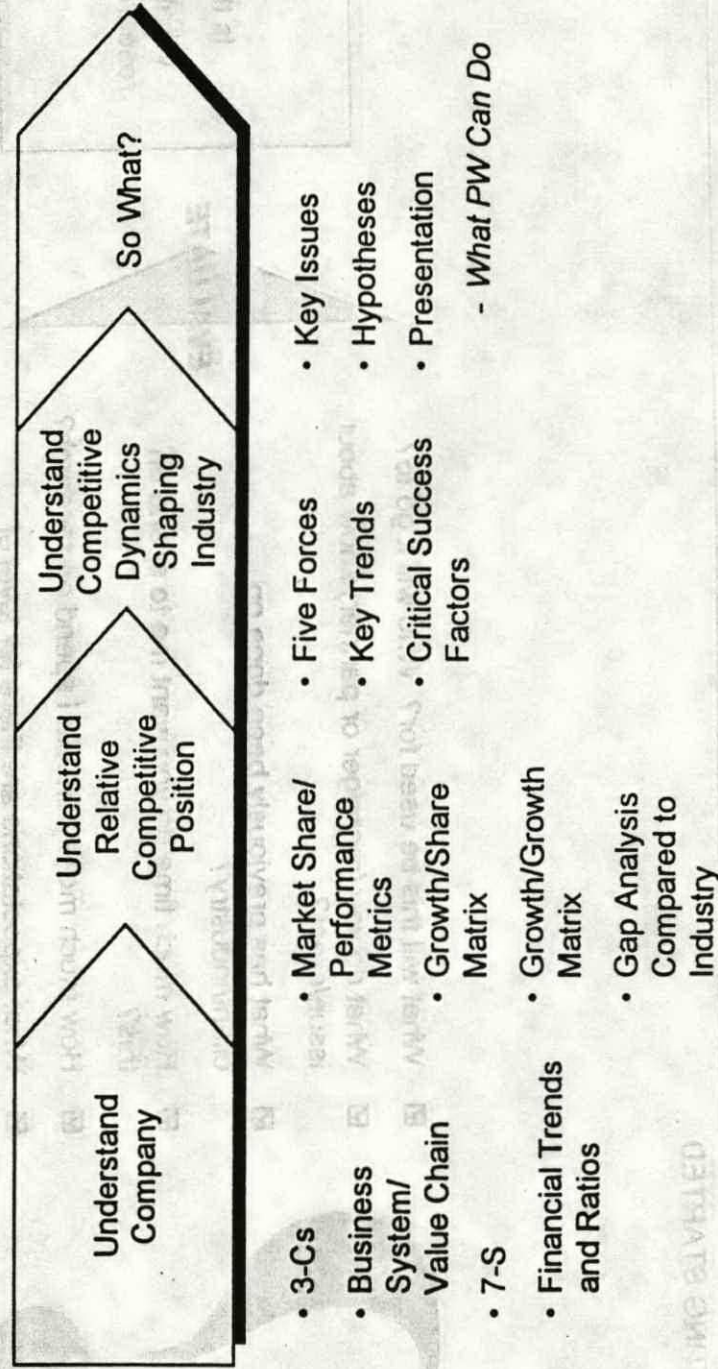 Understand
Company
Understand
Relative
Competitive
Position
Understand
Competitive
Dynamics
Shaping
Industry
So What?
• 3-Cs
• Business
System/
Value Chain
• 7-S
• Financial Trends
and Ratios
• Market Share/
Performance
Metrics
• Growth/Share
Matrix
• Growth/Growth
Matrix
• Gap Analysis
Compared to
Industry
• Five Forces
• Key Trends
• Critical Success
Factors
• Key Issues
• Hypotheses
• Presentation
- What PW Can Do